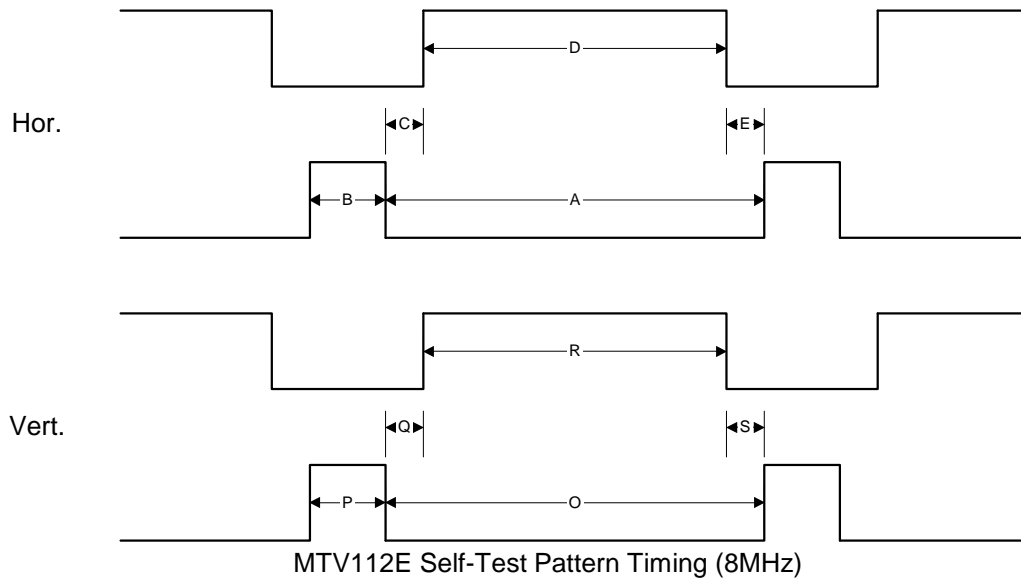 D
Hor.
C
E
B
A
R
Vert.
Q
S
P
O
MTV112E Self-Test Pattern Timing (8MHz)